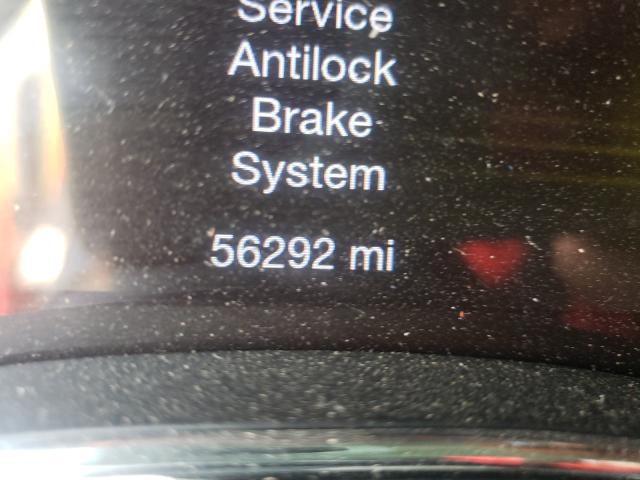 Service
Antilock
Brake
System
56292 mi